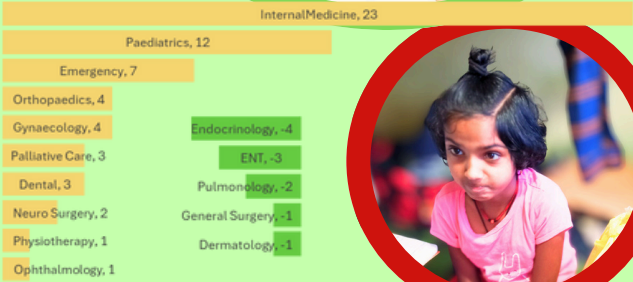 InternalMedicine, 23
Paediatrics, 12
Emergency, 7
Orthopaedics, 4
Gynaecology, 4
Palliative Care, 3
Dental, 3
Neuro Surgery, 2
Physiotherapy, 1
Ophthalmology, 1
Endocrinology, -4
ENT, -3
Pulmonology, -2
General Surgery, -1
Dermatology, -1